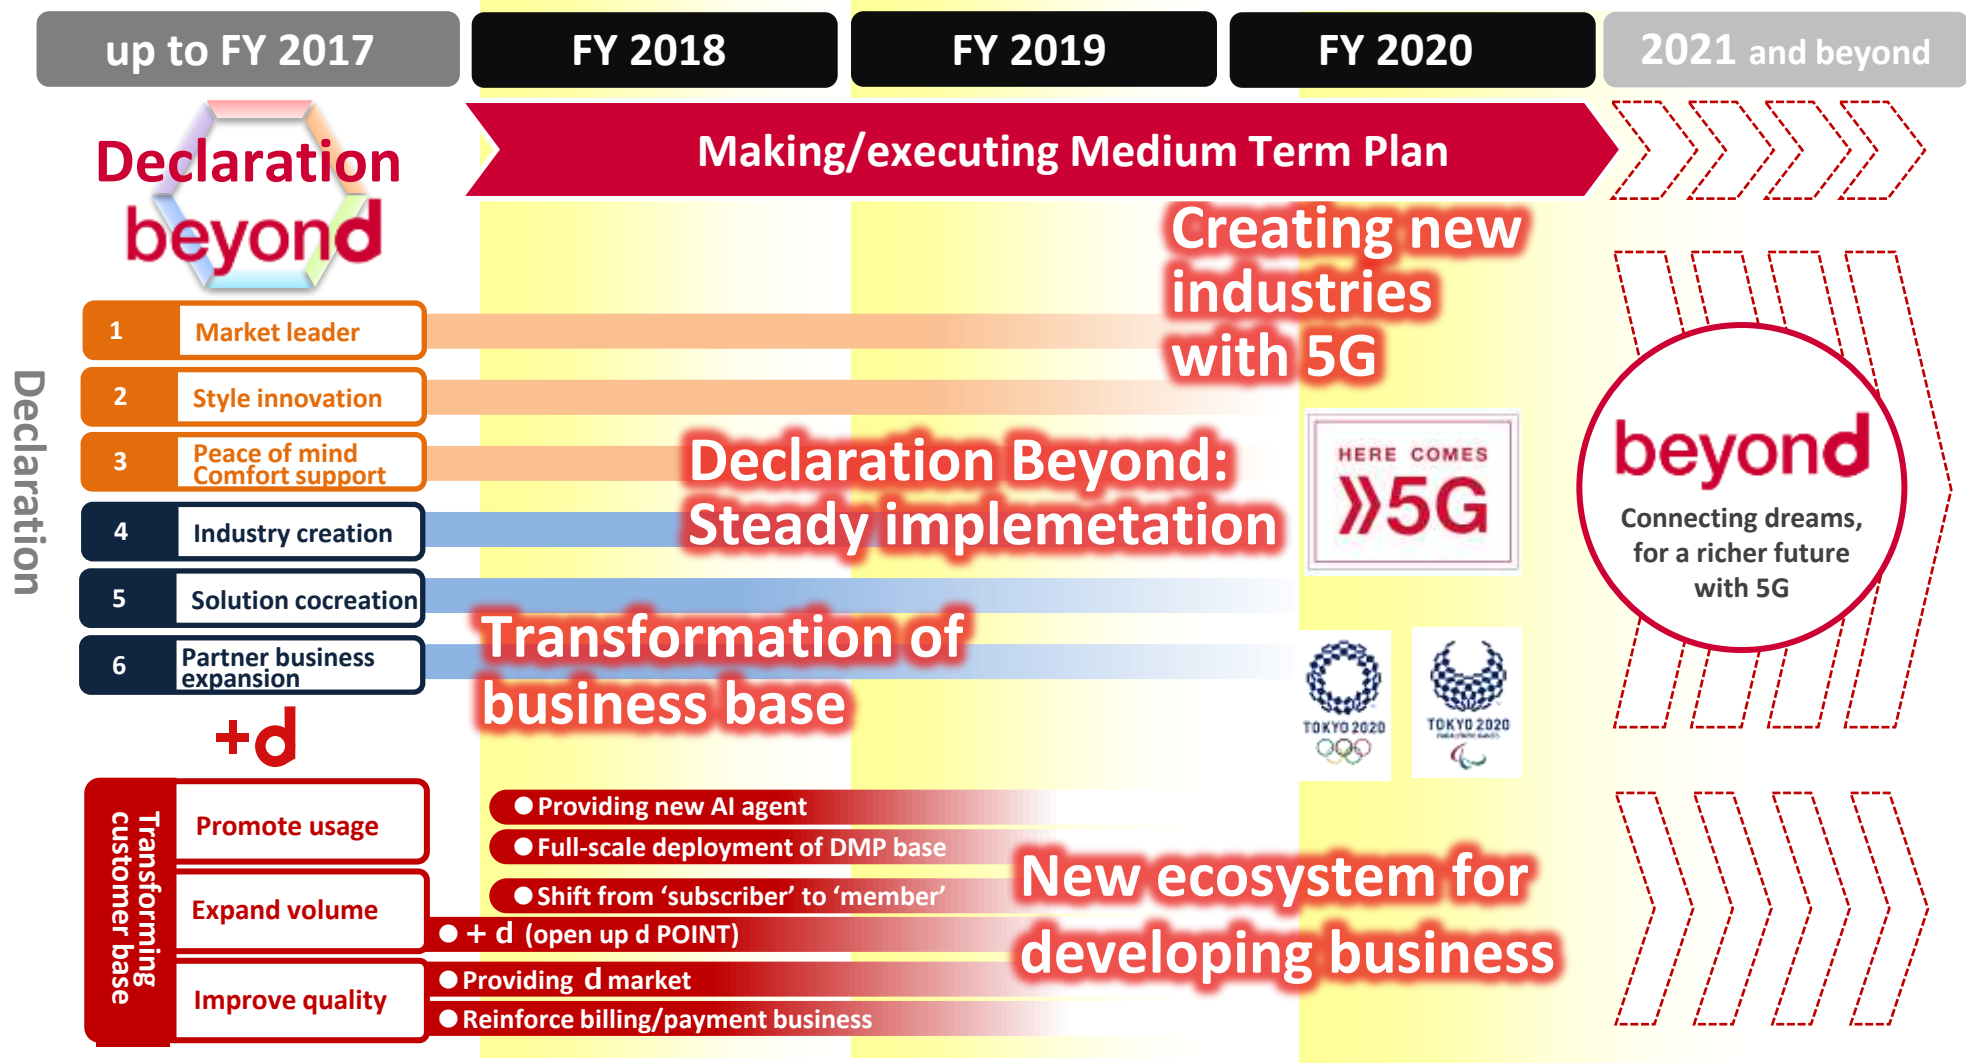 up to FY 2017
FY 2018
FY 2019
FY 2020
2021 and beyond
Declaration
beyond
Making/executing Medium Term Plan
Creating new
industries
with 5G
Declaration
1
Market leader
2
Style innovation
3
Peace of mind
Comfort support
4
Industry creation
5
Solution cocreation
6
Partner business
expansion
Declaration Beyond:
Steady implemetation
Transformation of
business base
HERE COMES
5G
TOKYO 2020
TOKYO 2020
PARALYMPIC GAMES
beyond
Connecting dreams,
for a richer future
with 5G
+d
Transforming
customer base
Promote usage
Expand volume
Improve quality
● Providing new AI agent
● Full-scale deployment of DMP base
● Shift from ‘subscriber’ to ‘member’
● + d (open up d POINT)
● Providing d market
● Reinforce billing/payment business
New ecosystem for
developing business